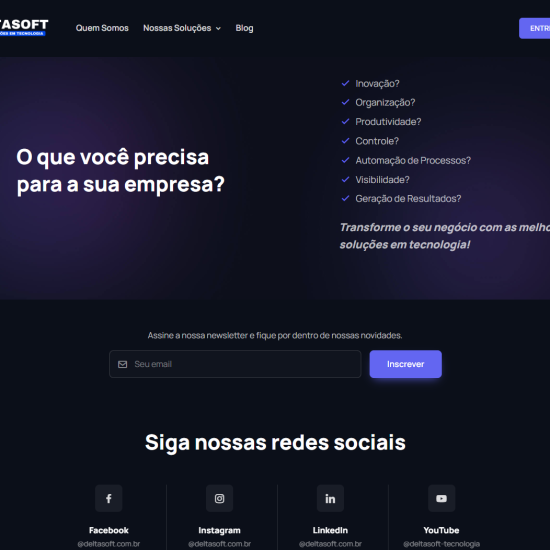 TASOFT
ÕES EM TECNOLOGIA
Quem Somos
Nossas Soluções
Blog
ENTR
O que você precisa
para a sua empresa?
Inovação?
Organização?
Produtividade?
Controle?
Automação de Processos?
Visibilidade?
Geração de Resultados?
Transforme o seu negócio com as melho
soluções em tecnologia!
Assine a nossa newsletter e fique por dentro de nossas novidades.
Seu email
Inscrever
Siga nossas redes sociais
Facebook
@deltasoft.com.br
Instagram
@deltasoft.com.br
LinkedIn
@deltasoft.com.br
YouTube
@deltasoft-tecnologia